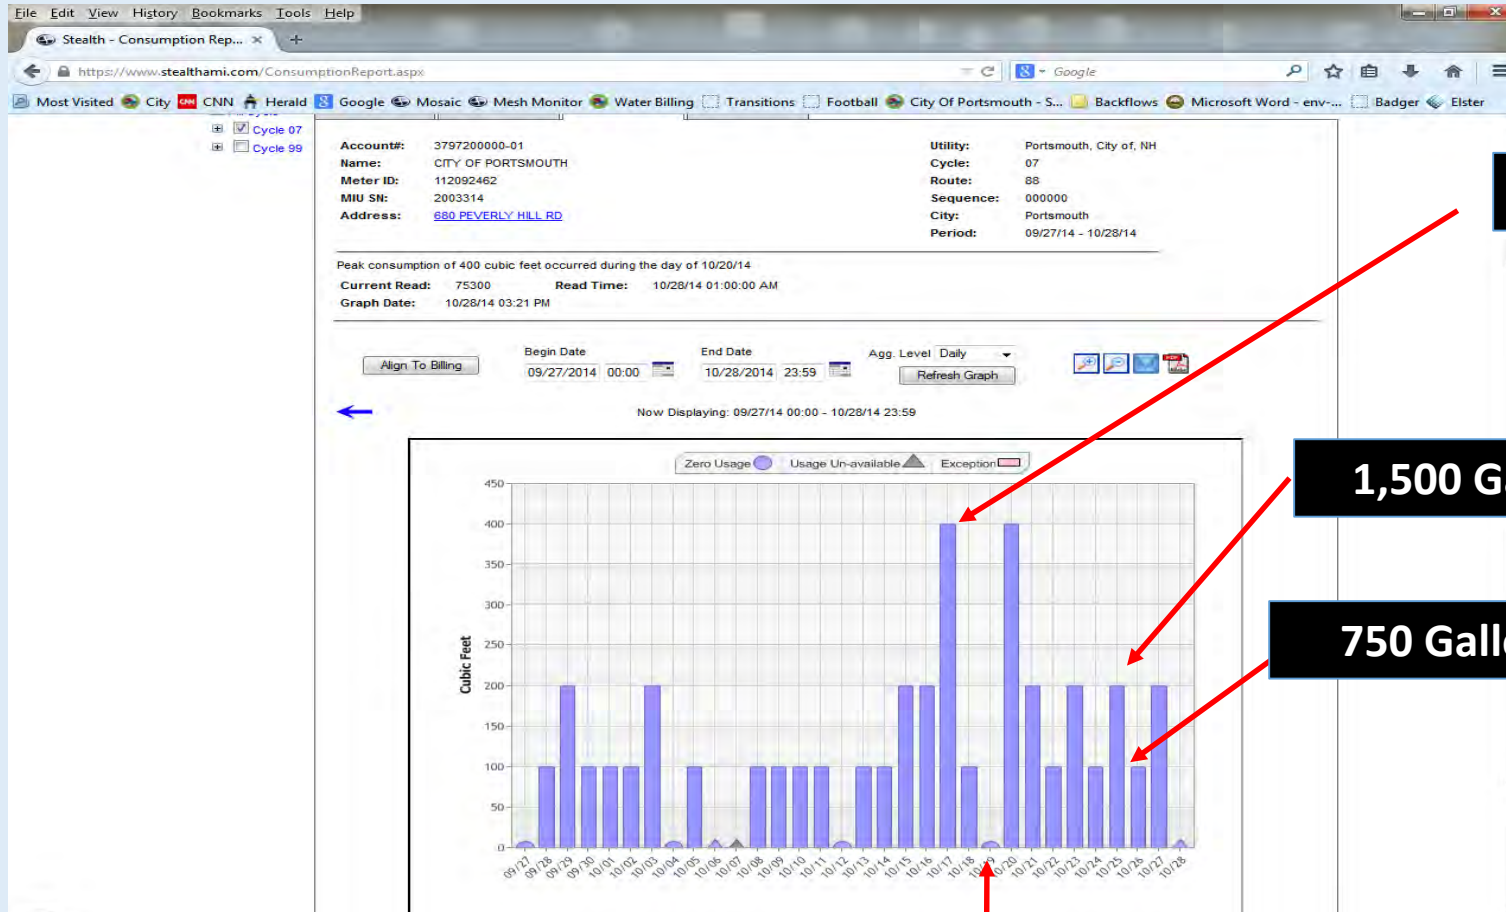 File Edit View History Bookmarks Tools Help
Stealth - Consumption Rep... × +
https://www.stealthami.com/ConsumptionReport.aspx Google
Most Visited City CNN Herald Google Mosaic Mesh Monitor Water Billing Transitions Football City Of Portsmouth - S... Backflows Microsoft Word - env-... Badger Elster
Cycle 07
Cycle 99
Account#: 3797200000-01 Utility: Portsmouth, City of, NH
Name: CITY OF PORTSMOUTH Cycle: 07
Meter ID: 112092462 Route: 88
MIU SN: 2003314 Sequence: 000000
Address: 680 PEVERLY HILL RD City: Portsmouth
Period: 09/27/14 - 10/28/14
Peak consumption of 400 cubic feet occurred during the day of 10/20/14
Current Read: 75300 Read Time: 10/28/14 01:00:00 AM
Graph Date: 10/28/14 03:21 PM
Begin Date End Date Agg. Level Daily
Align To Billing 09/27/2014 00:00 10/28/2014 23:59 Refresh Graph
Now Displaying: 09/27/14 00:00 - 10/28/14 23:59
Zero Usage Usage Un-available Exception
1,500 Ga
750 Gall
Cubic Feet
450
400
350
300
250
200
150
100
50
0
09/27 09/28 09/29 09/30 10/01 10/02 10/03 10/04 10/05 10/06 10/07 10/08 10/09 10/10 10/11 10/12 10/13 10/14 10/15 10/16 10/17 10/18 10/19 10/20 10/21 10/22 10/23 10/24 10/25 10/26 10/27 10/28